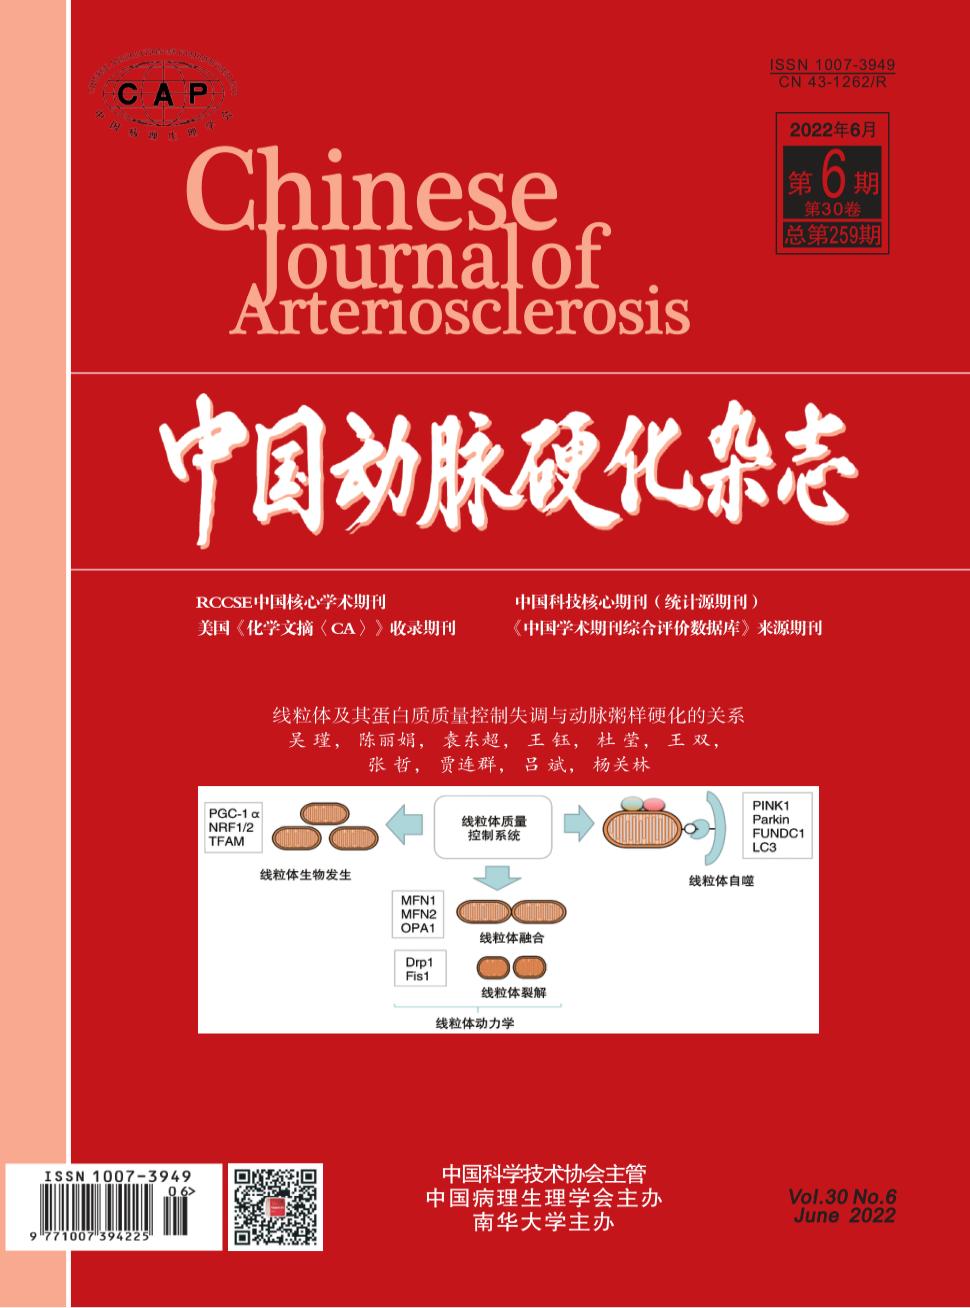 CAP
中国病理生理学会
ISSN 1007-3949
CN 43-1262/R
2022年6月
第6期
第30卷
总第259期
Chinese
Journal of
Arteriosclerosis
中国动脉硬化杂志
RCCSE中国核心学术期刊
中国科技核心期刊（统计源期刊）
美国《化学文摘〈CA〉》收录期刊
《中国学术期刊综合评价数据库》来源期刊
线粒体及其蛋白质质量控制失调与动脉粥样硬化的关系
吴 瑾， 陈丽娟， 袁东超， 王 钰， 杜 莹， 王 双，
张 哲， 贾连群， 吕 斌， 杨关林
PGC-1α
NRF1/2
TFAM
线粒体生物发生
线粒体质量
控制系统
PINK1
Parkin
FUNDC1
LC3
线粒体自噬
MFN1
MFN2
OPA1
线粒体融合
Drp1
Fis1
线粒体裂解
线粒体动力学
ISSN 1007-3949
06>
9 771007 394225
中国科学技术协会主管
中国病理生理学会主办
南华大学主办
Vol.30 No.6
June 2022